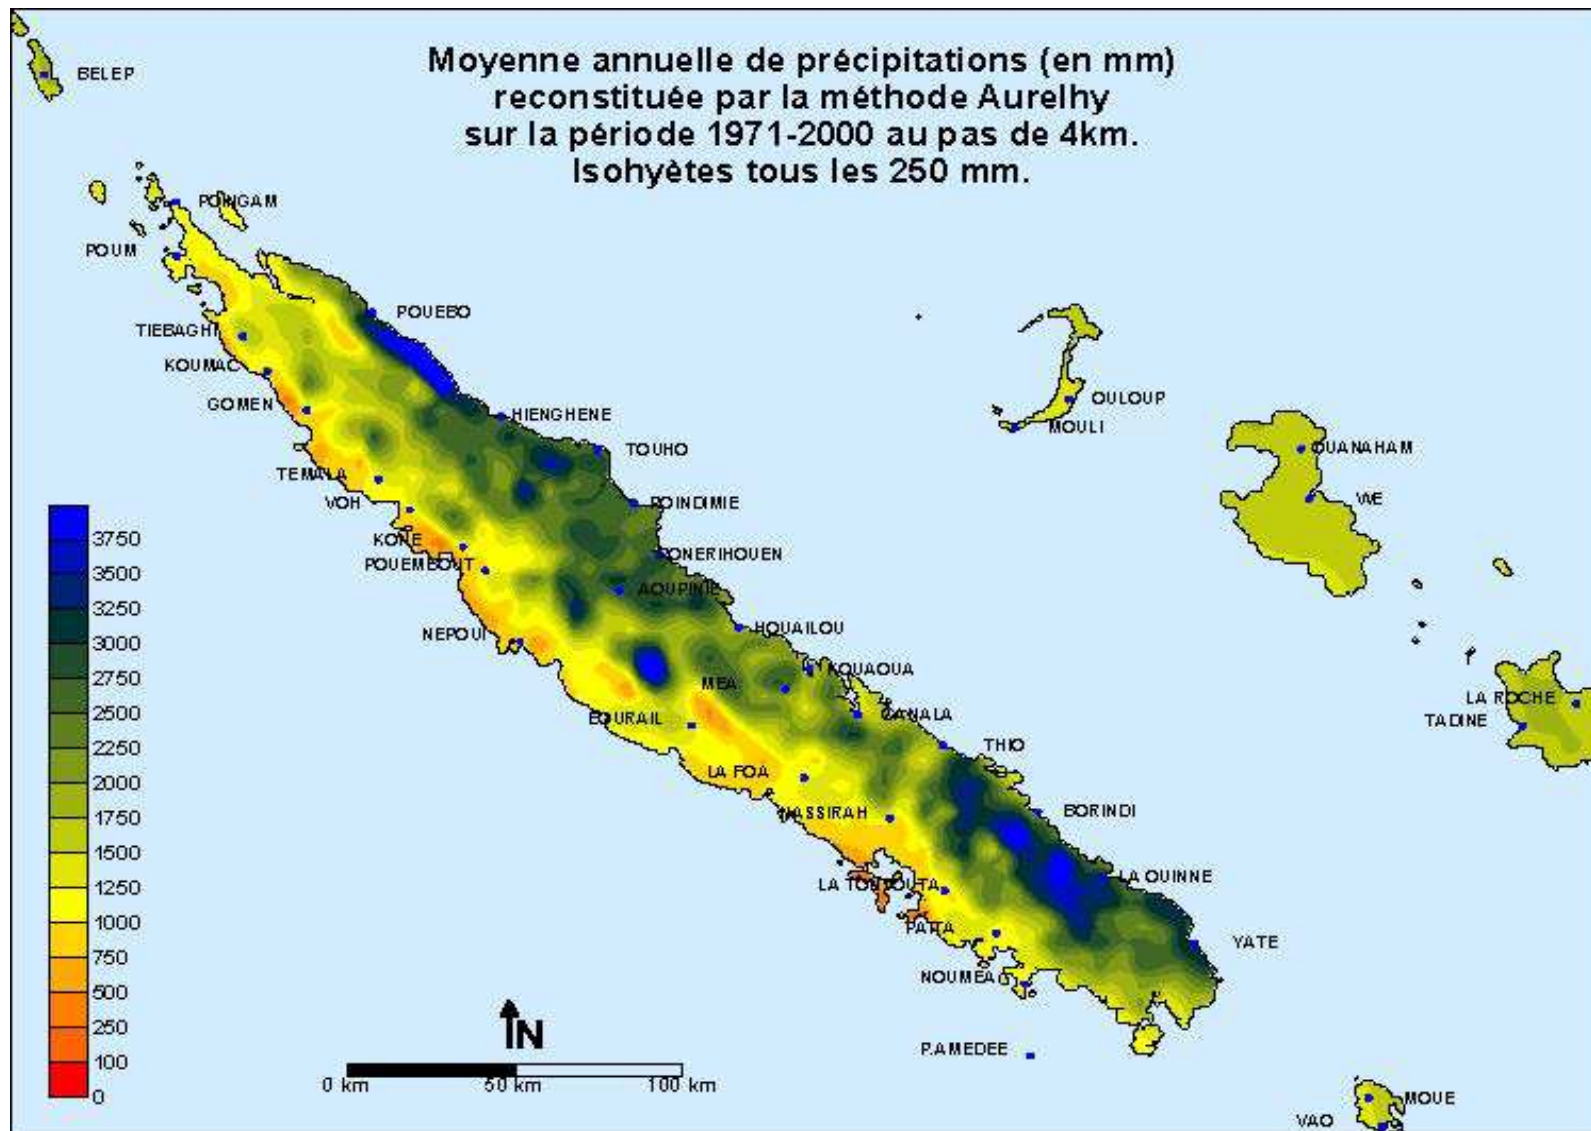 Moyenne annuelle de précipitations (en mm)
reconstituée par la méthode Aurelhy
sur la période 1971-2000 au pas de 4km.
Isohyètes tous les 250 mm.
BELEP
POINGAM
POUM
POUEBO
TIEBAGHI
KOUMAC
GOMEN
HIENGHENE
OULOUP
MOULI
TOUHO
OUANAHAM
TEMALA
VOH
POINDIMIE
WE
KONE
PONERIHOUEN
POUEMBOUT
AOUPINIE
NEPOUI
HOUAILOU
KOUAOUA
MEA
LA ROCHE
CANALA
BOURAIL
TADINE
THIO
LA FOA
NASSIRAH
BORINDI
LA OUINNE
LA TONTOUTA
PAITA
YATE
NOUMEA
P.AMEDEE
MOUE
VAO
3750
3500
3250
3000
2750
2500
2250
2000
1750
1500
1250
1000
750
500
250
100
0
N
0 km 50 km 100 km